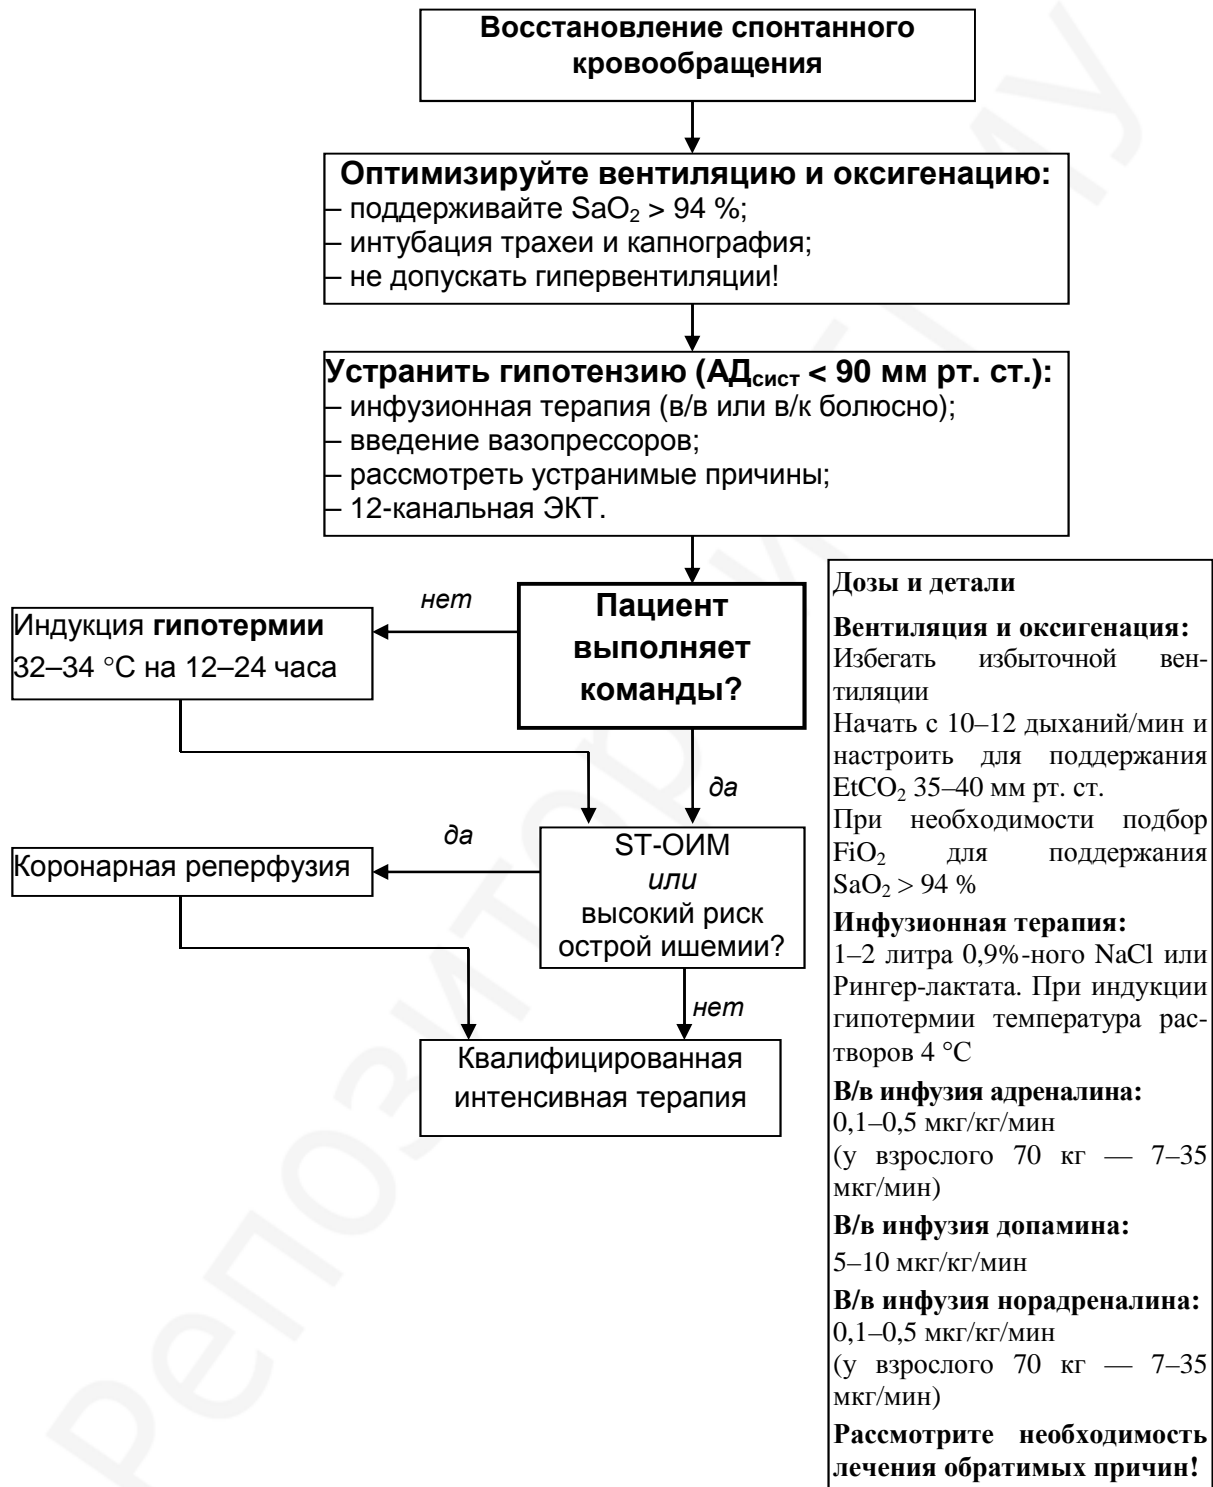 Восстановление спонтанного
кровообращения
Оптимизируйте вентиляцию и оксигенацию:
– поддерживайте SaO₂ > 94 %;
– интубация трахеи и капнография;
– не допускать гипервентиляции!
Устранить гипотензию (АДсист < 90 мм рт. ст.):
– инфузионная терапия (в/в или в/к болюсно);
– введение вазопрессоров;
– рассмотреть устранимые причины;
– 12-канальная ЭКТ.
нет
Пациент
выполняет
команды?
Индукция гипотермии
32–34 °C на 12–24 часа
да
ST-ОИМ
или
высокий риск
острой ишемии?
да
Коронарная реперфузия
нет
Квалифицированная
интенсивная терапия
Дозы и детали
Вентиляция и оксигенация:
Избегать избыточной вен-
тиляции
Начать с 10–12 дыханий/мин и
настроить для поддержания
EtCO₂ 35–40 мм рт. ст.
При необходимости подбор
FiO₂ для поддержания
SaO₂ > 94 %
Инфузионная терапия:
1–2 литра 0,9%-ного NaCl или
Рингер-лактата. При индукции
гипотермии температура рас-
творов 4 °C
В/в инфузия адреналина:
0,1–0,5 мкг/кг/мин
(у взрослого 70 кг — 7–35
мкг/мин)
В/в инфузия допамина:
5–10 мкг/кг/мин
В/в инфузия норадреналина:
0,1–0,5 мкг/кг/мин
(у взрослого 70 кг — 7–35
мкг/мин)
Рассмотрите необходимость
лечения обратимых причин!